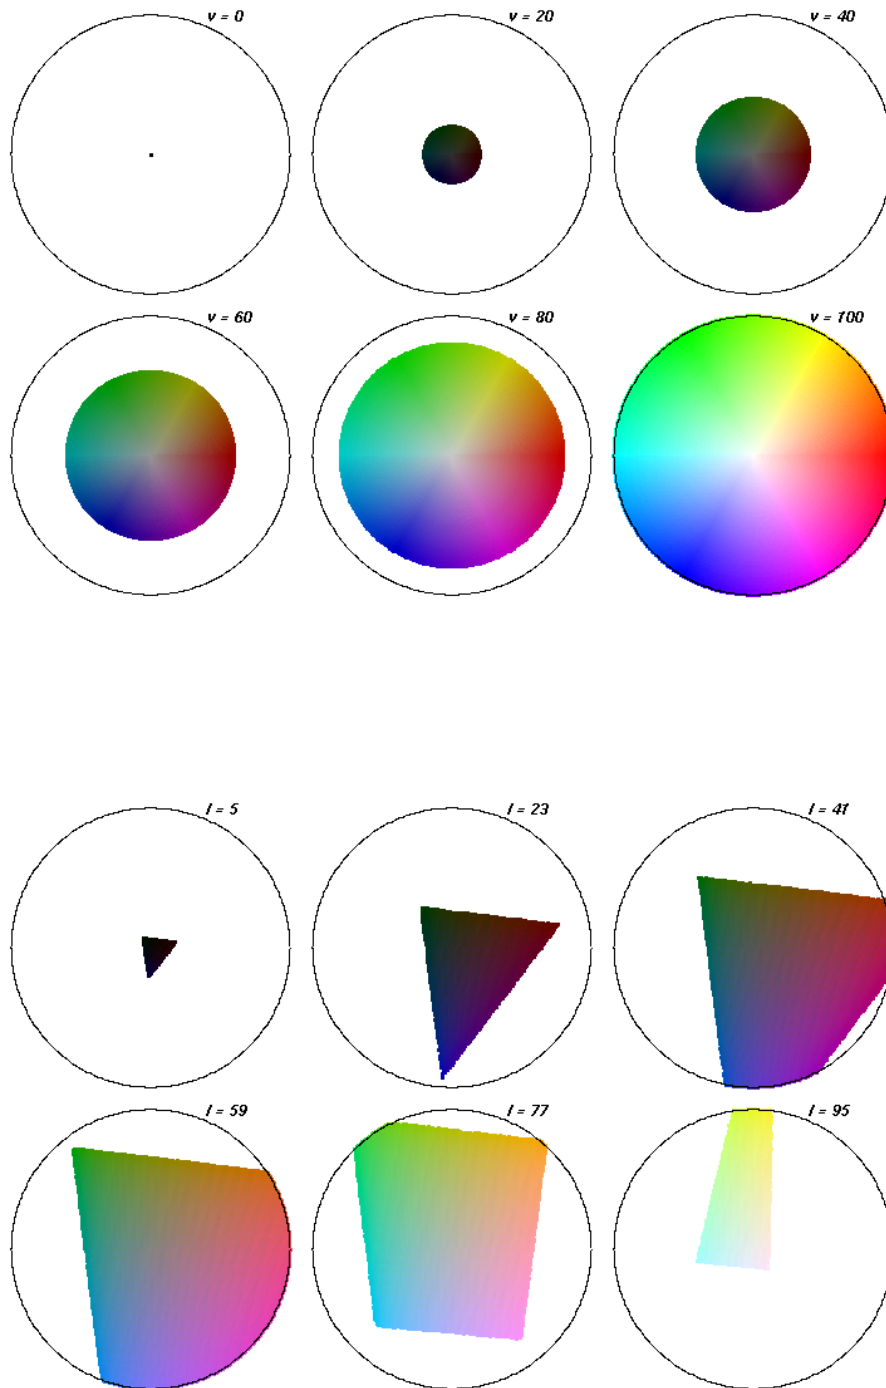 v = 0
v = 20
v = 40
v = 60
v = 80
v = 100
l = 5
l = 23
l = 41
l = 59
l = 77
l = 95